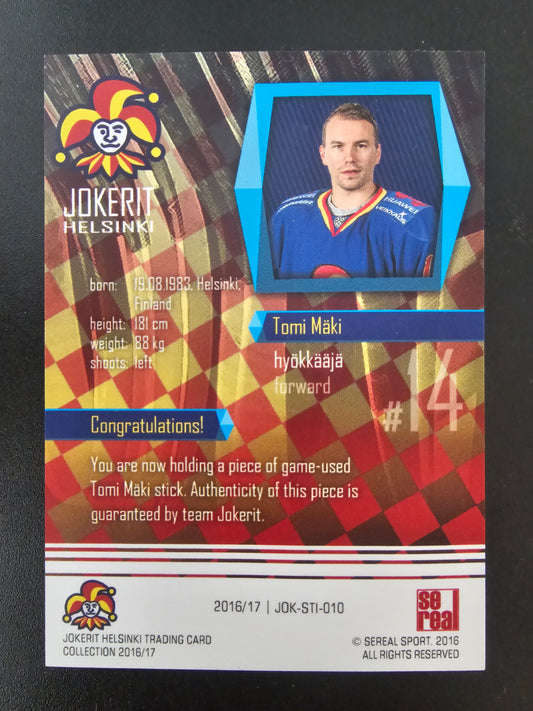 JOKERIT
HELSINKI
HUAWEI
VEIKKAUS
born: 19.08.1983, Helsinki,
Finland
height: 181 cm
weight: 88 kg
shoots: left
Tomi Mäki
hyökkääjä
forward
#14
Congratulations!
You are now holding a piece of game-used
Tomi Mäki stick. Authenticity of this piece is
guaranteed by team Jokerit.
2016/17 | JOK-STI-010
se
real
JOKERIT HELSINKI TRADING CARD
COLLECTION 2016/17
© SEREAL SPORT. 2016
ALL RIGHTS RESERVED